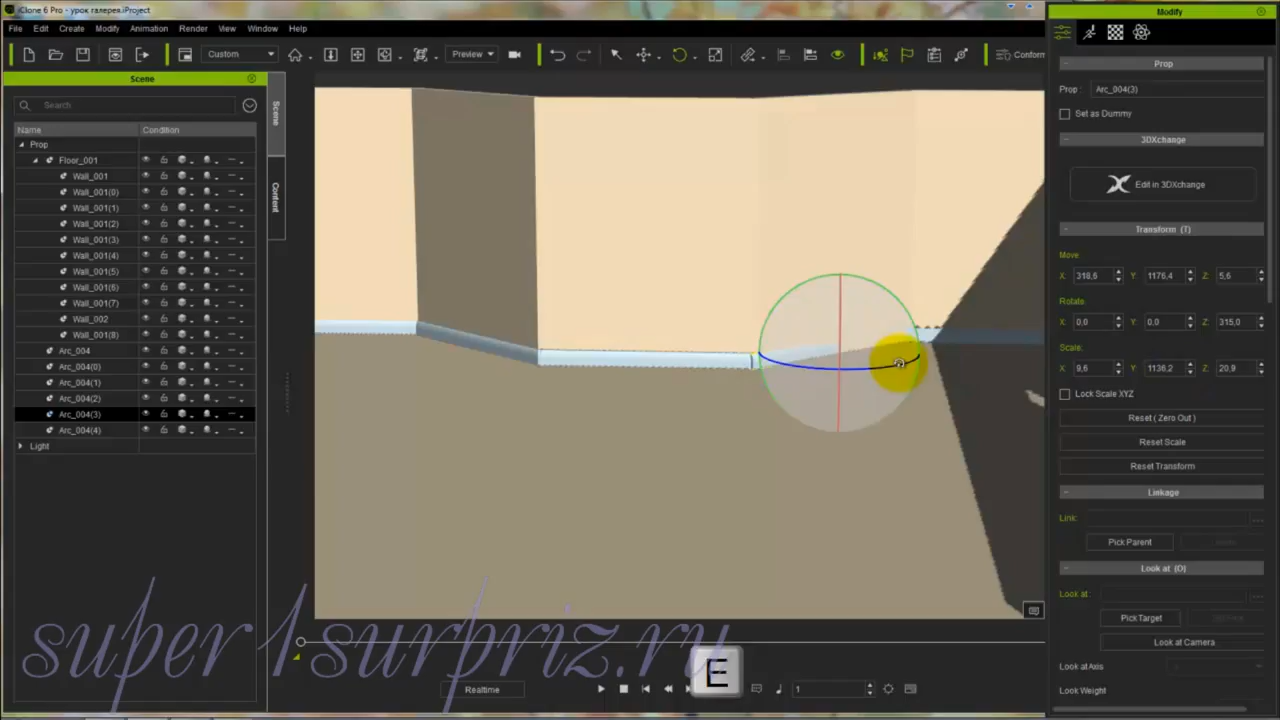 iClone 6 Pro - урок галерея.iProject
File Edit Create Modify Animation Render View Window Help
Custom
Preview
Conform
Scene
Search
Name Condition
Prop
Floor_001
Wall_001
Wall_001(0)
Wall_001(1)
Wall_001(2)
Wall_001(3)
Wall_001(4)
Wall_001(5)
Wall_001(6)
Wall_001(7)
Wall_002
Wall_001(8)
Arc_004
Arc_004(0)
Arc_004(1)
Arc_004(2)
Arc_004(3)
Arc_004(4)
Light
Scene
Content
super1surpriz.ru
E
Realtime
1
Modify
Prop
Prop : Arc_004(3)
Set as Dummy
3DXchange
Edit in 3DXchange
Transform (T)
Move:
X: 318,6 Y: 1176,4 Z: 5,6
Rotate:
X: 0,0 Y: 0,0 Z: 315,0
Scale:
X: 9,6 Y: 1136,2 Z: 20,9
Lock Scale XYZ
Reset ( Zero Out )
Reset Scale
Reset Transform
Linkage
Link:
Pick Parent
Look at (O)
Look at:
Pick Target
Look at Camera
Look at Axis
Look Weight